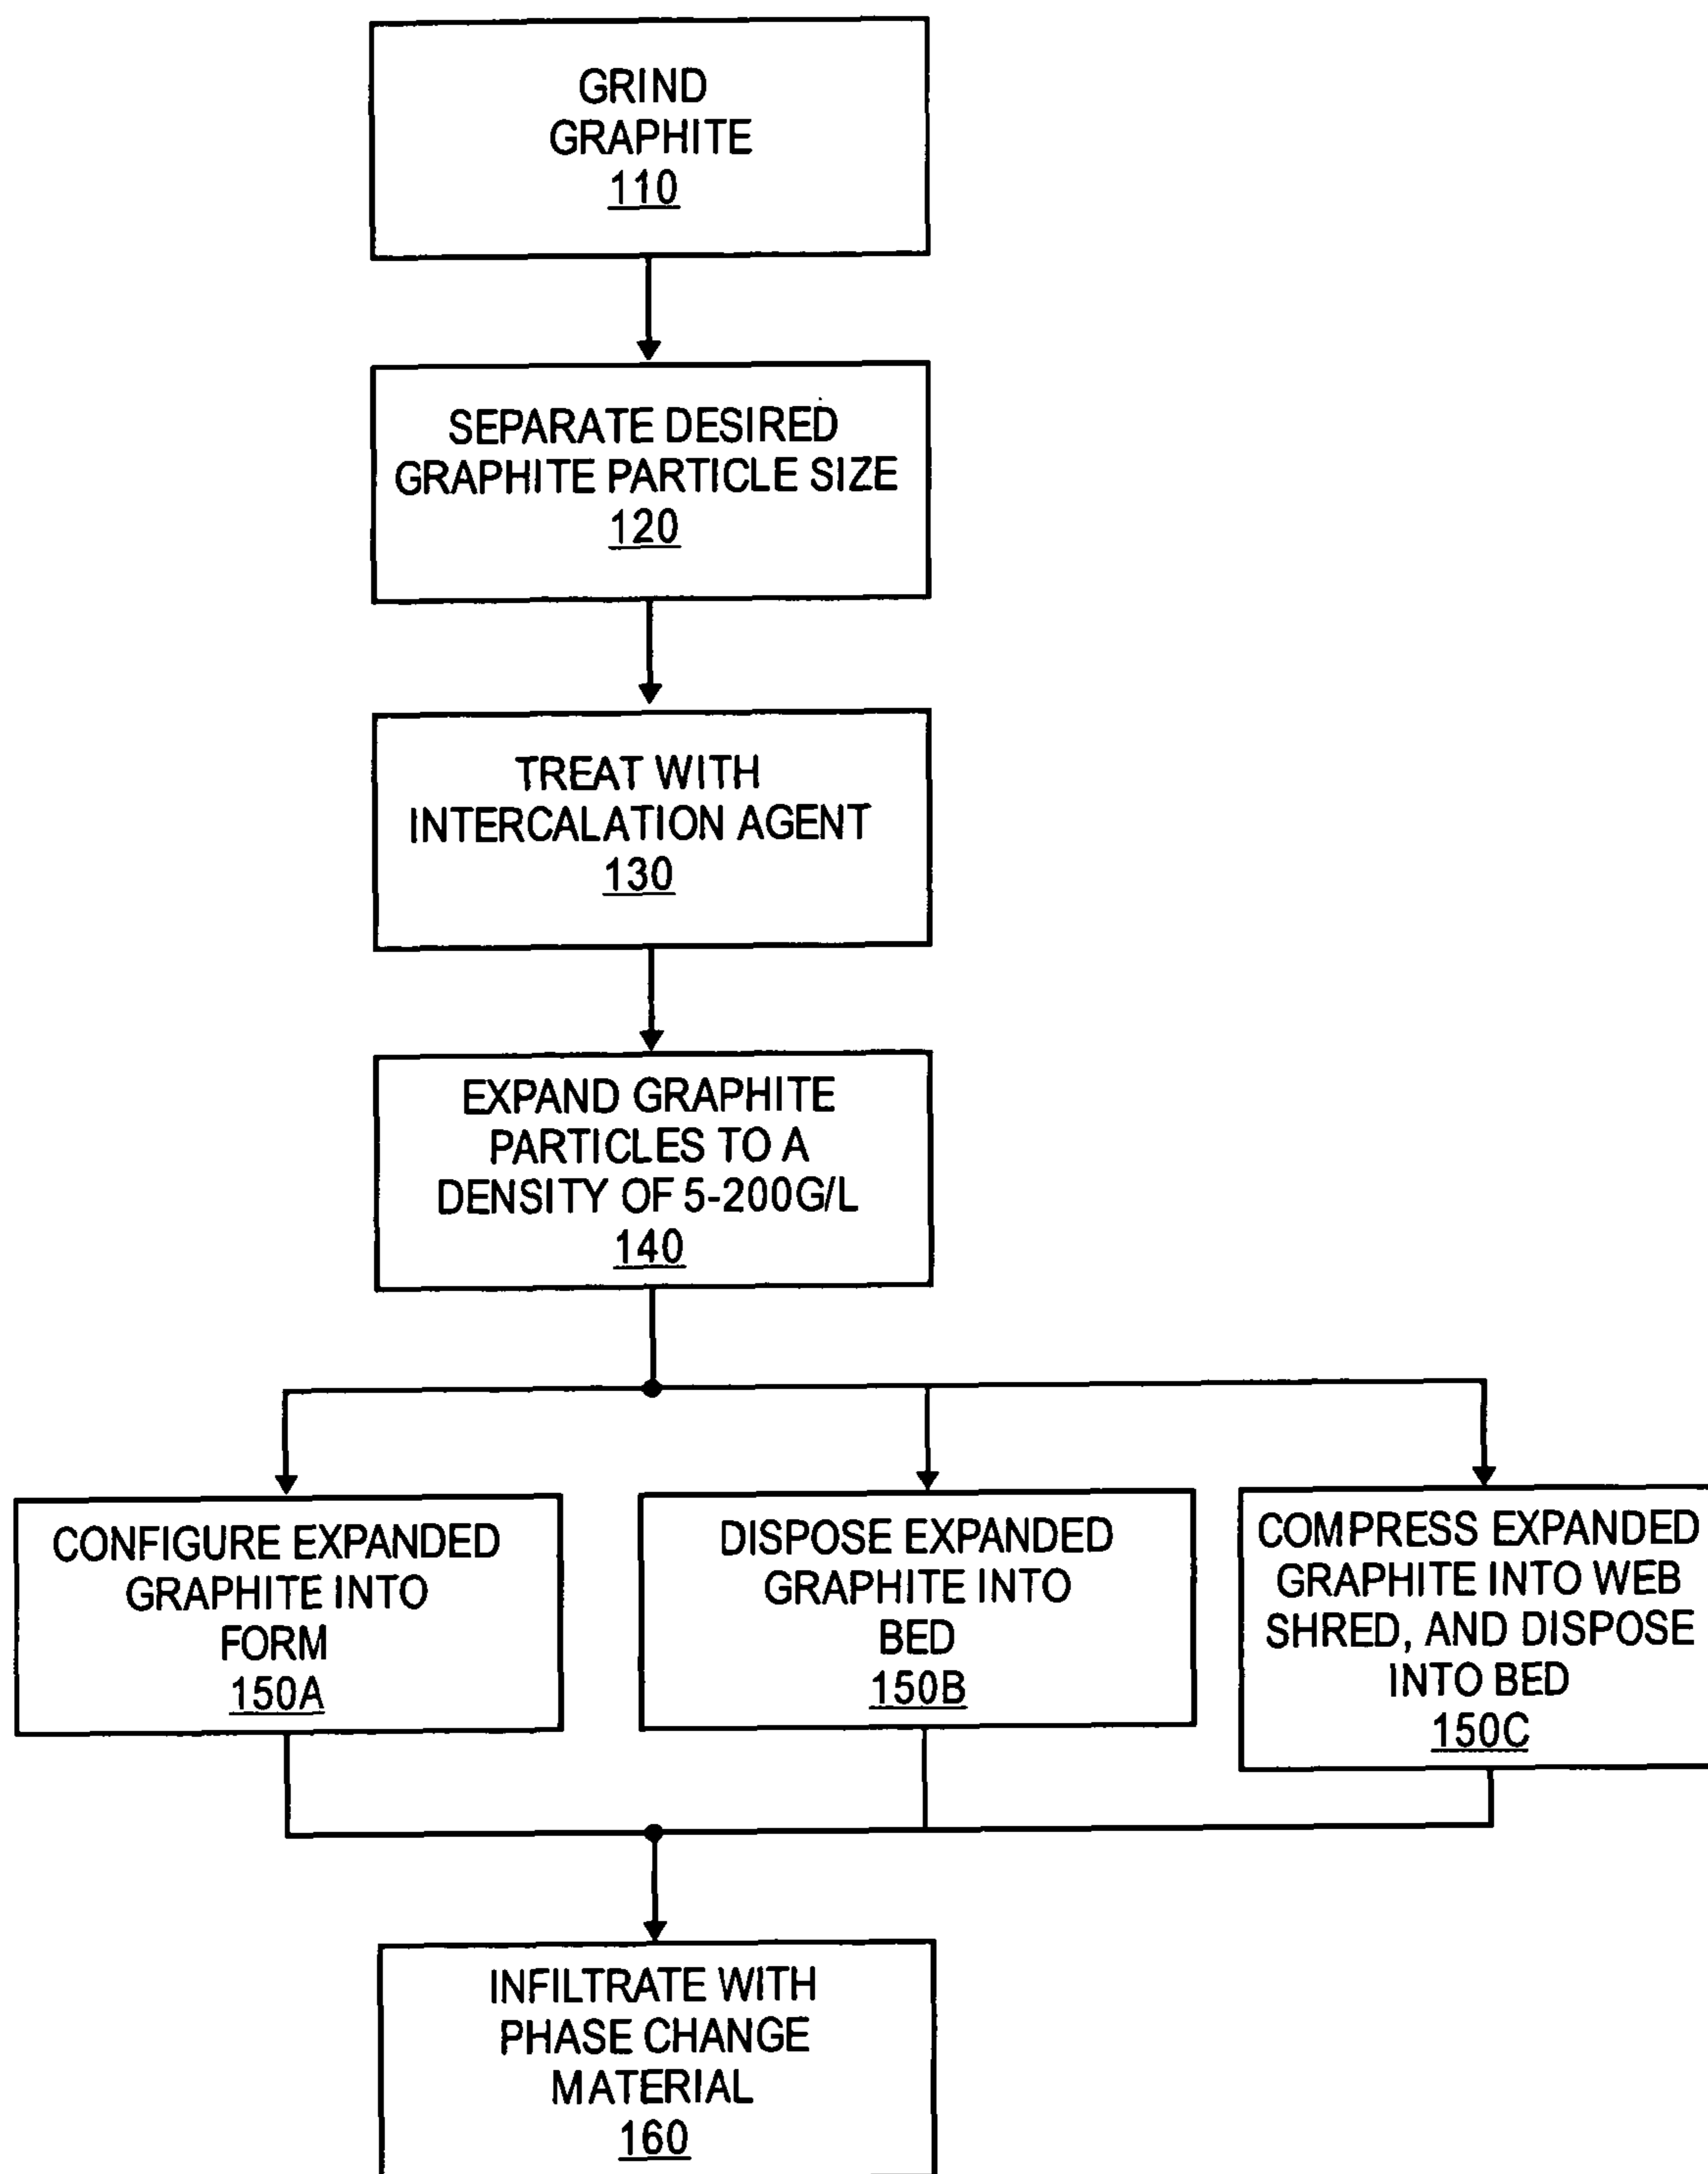 GRIND
GRAPHITE
110
SEPARATE DESIRED
GRAPHITE PARTICLE SIZE
120
TREAT WITH
INTERCALATION AGENT
130
EXPAND GRAPHITE
PARTICLES TO A
DENSITY OF 5-200G/L
140
CONFIGURE EXPANDED
GRAPHITE INTO
FORM
150A
DISPOSE EXPANDED
GRAPHITE INTO
BED
150B
COMPRESS EXPANDED
GRAPHITE INTO WEB
SHRED, AND DISPOSE
INTO BED
150C
INFILTRATE WITH
PHASE CHANGE
MATERIAL
160